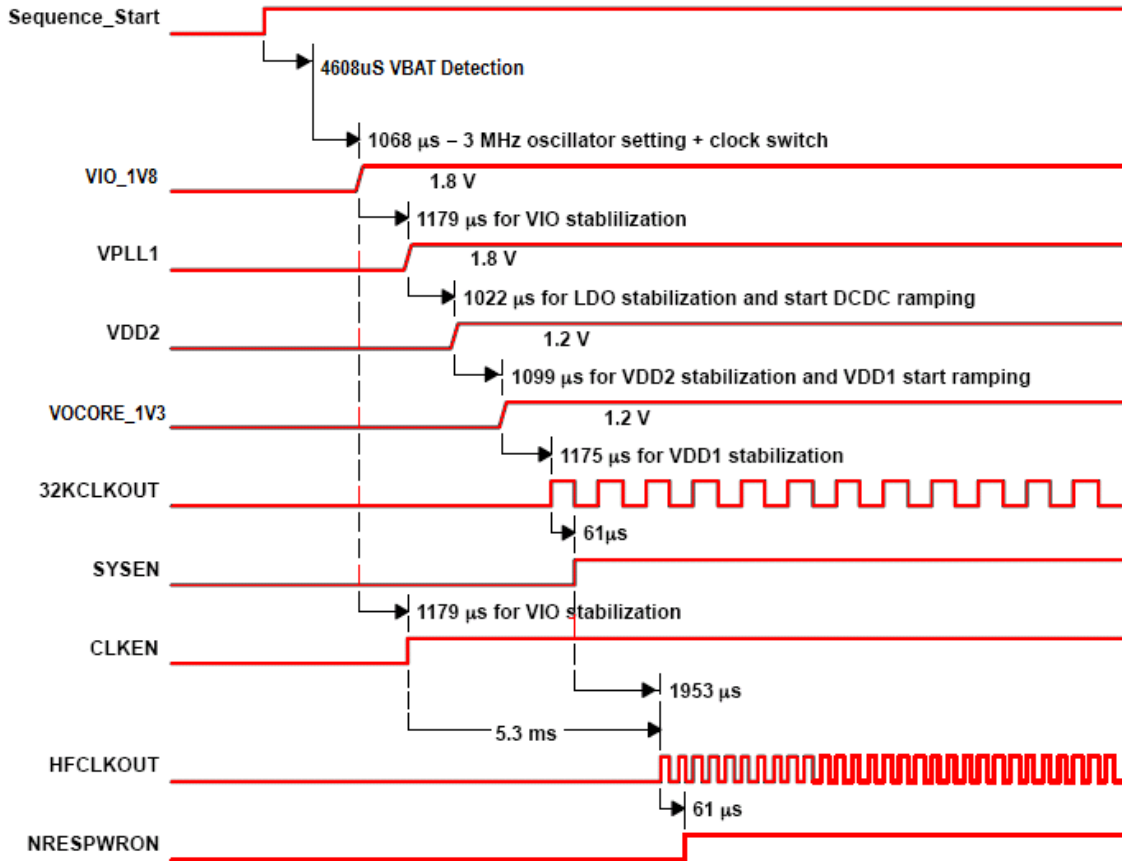 Sequence_Start
4608uS VBAT Detection
1068 μs – 3 MHz oscillator setting + clock switch
VIO_1V8
1.8 V
1179 μs for VIO stablilization
VPLL1
1.8 V
1022 μs for LDO stabilization and start DCDC ramping
VDD2
1.2 V
1099 μs for VDD2 stabilization and VDD1 start ramping
VOCORE_1V3
1.2 V
1175 μs for VDD1 stabilization
32KCLKOUT
61μs
SYSEN
1179 μs for VIO stabilization
CLKEN
1953 μs
5.3 ms
HFCLKOUT
61 μs
NRESPWRON